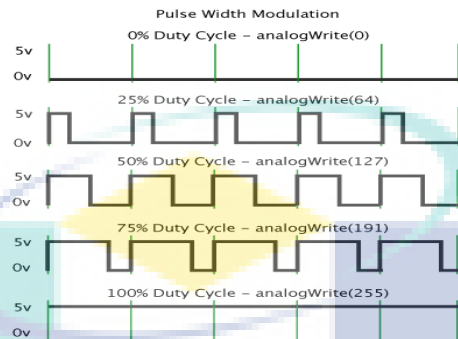 Pulse Width Modulation
0% Duty Cycle – analogWrite(0)
5v
0v
25% Duty Cycle – analogWrite(64)
5v
0v
50% Duty Cycle – analogWrite(127)
5v
0v
75% Duty Cycle – analogWrite(191)
5v
0v
100% Duty Cycle – analogWrite(255)
5v
0v